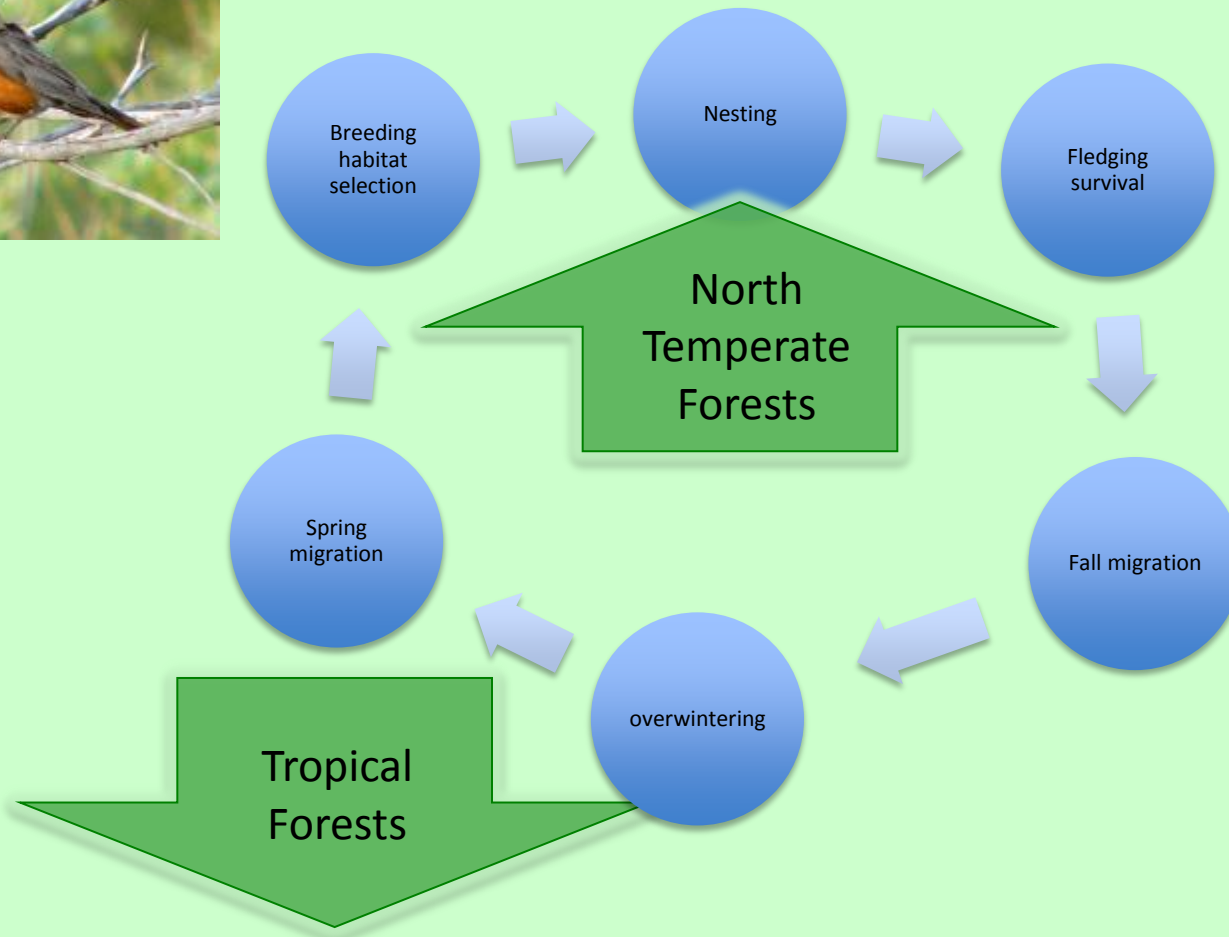 Breeding
habitat
selection
Nesting
Fledging
survival
North
Temperate
Forests
Fall migration
overwintering
Spring
migration
Tropical
Forests